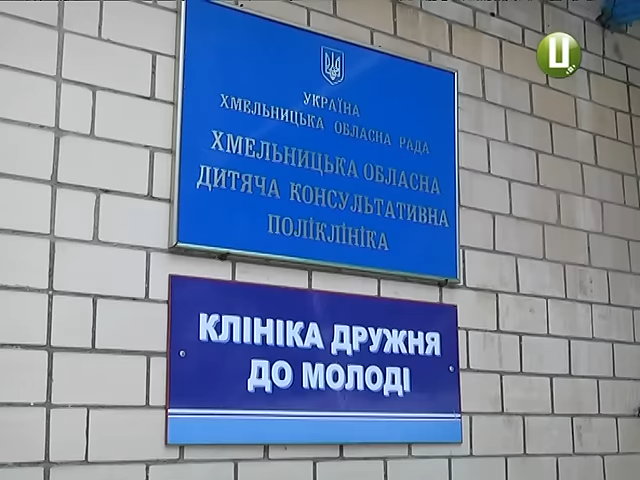 УКРАЇНА
ХМЕЛЬНИЦЬКА ОБЛАСНА РАДА
ХМЕЛЬНИЦЬКА ОБЛАСНА
ДИТЯЧА КОНСУЛЬТАТИВНА
ПОЛІКЛІНІКА
КЛІНІКА ДРУЖНЯ
ДО МОЛОДІ